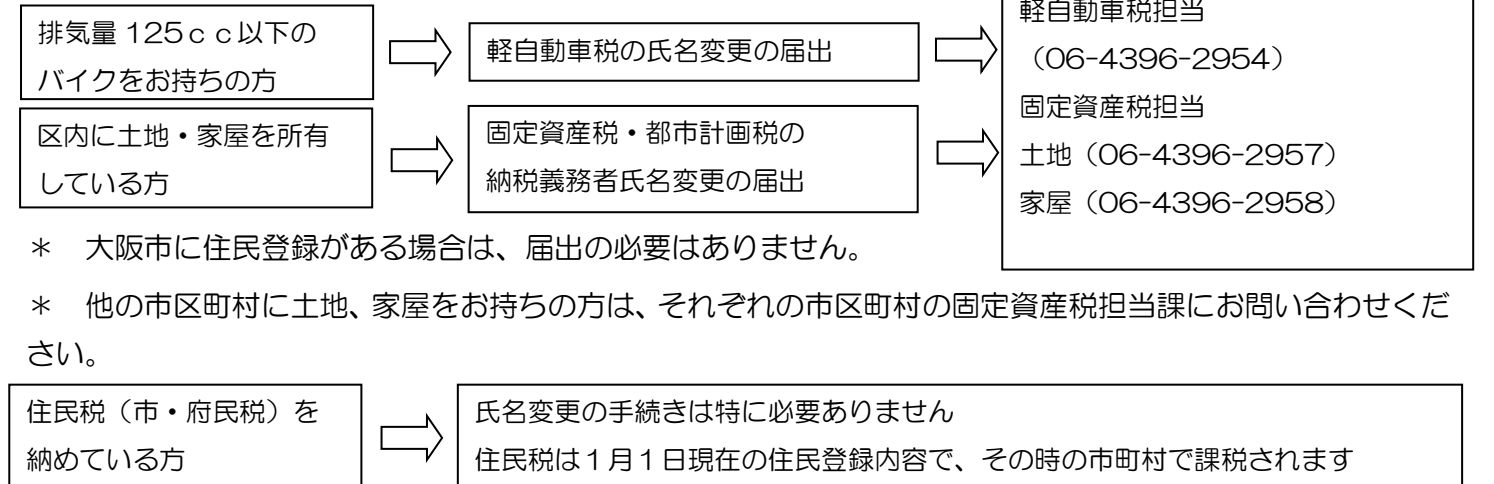 排気量125cc以下の
バイクをお持ちの方
軽自動車税の氏名変更の届出
軽自動車税担当
(06-4396-2954)
区内に土地・家屋を所有
している方
固定資産税・都市計画税の
納税義務者氏名変更の届出
固定資産税担当
土地(06-4396-2957)
家屋(06-4396-2958)
* 大阪市に住民登録がある場合は、届出の必要はありません。
* 他の市区町村に土地、家屋をお持ちの方は、それぞれの市区町村の固定資産税担当課にお問い合わせくだ
さい。
住民税(市・府民税)を
納めている方
氏名変更の手続きは特に必要ありません
住民税は1月1日現在の住民登録内容で、その時の市町村で課税されます